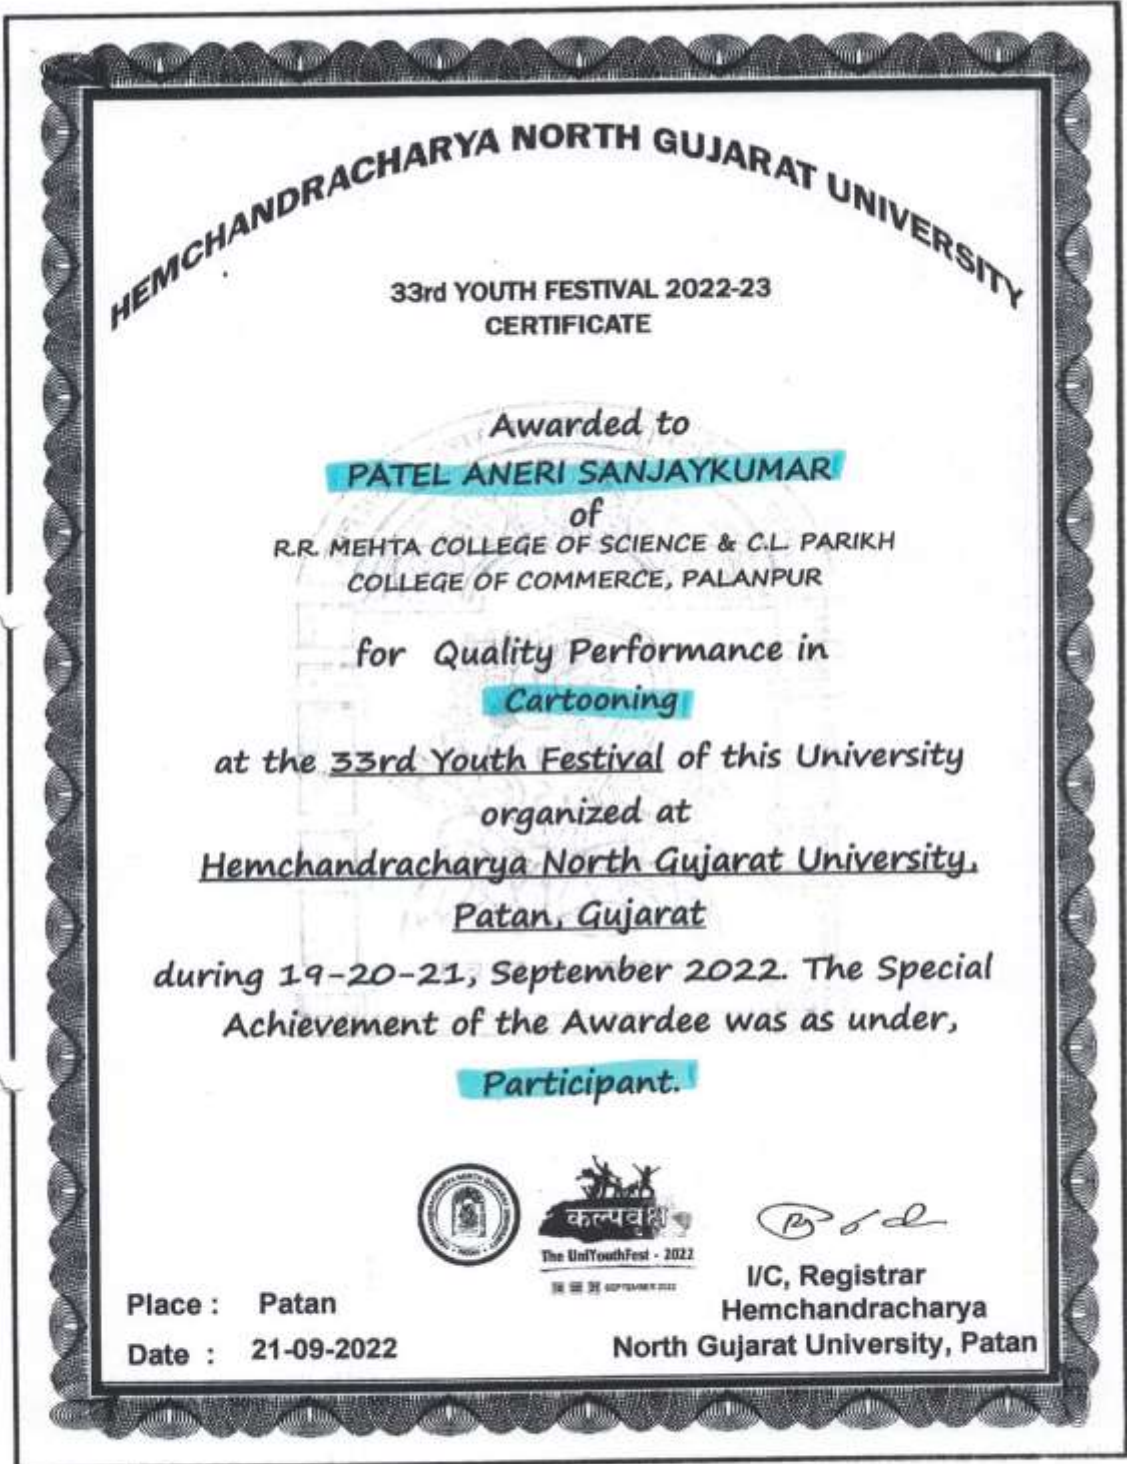 HEMCHANDRACHARYA NORTH GUJARAT UNIVERSITY
33rd YOUTH FESTIVAL 2022-23
CERTIFICATE
Awarded to
PATEL ANERI SANJAYKUMAR
of
R.R. MEHTA COLLEGE OF SCIENCE & C.L. PARIKH
COLLEGE OF COMMERCE, PALANPUR
for Quality Performance in
Cartooning
at the 33rd Youth Festival of this University
organized at
Hemchandracharya North Gujarat University,
Patan, Gujarat
during 19-20-21, September 2022. The Special
Achievement of the Awardee was as under,
Participant.
कल्पवृक्ष
The UniYouthFest - 2022
SEPTEMBER 2022
I/C, Registrar
Hemchandracharya
North Gujarat University, Patan
Place : Patan
Date : 21-09-2022